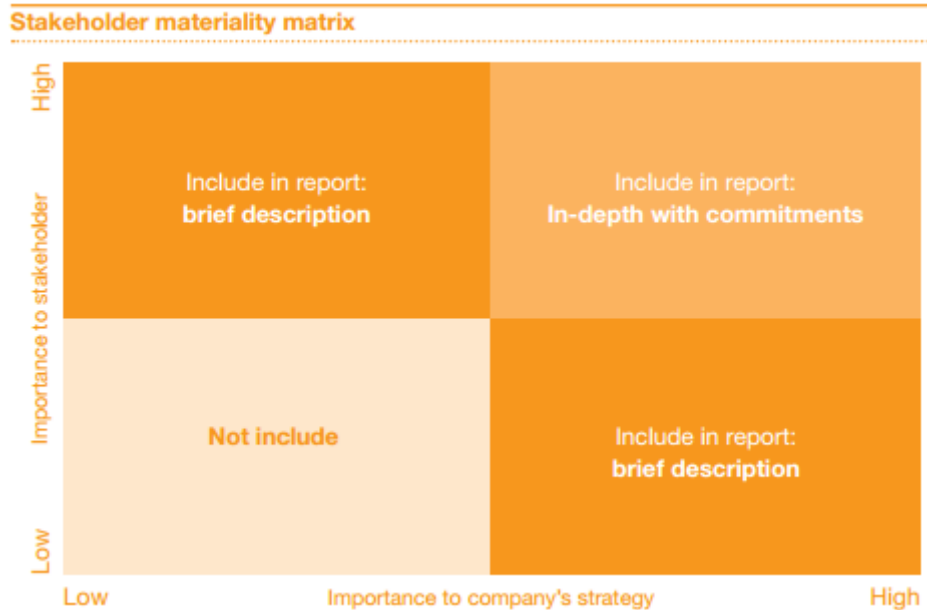 Stakeholder materiality matrix
High
Importance to stakeholder
Low
Include in report:
brief description
Include in report:
In-depth with commitments
Not include
Include in report:
brief description
Low
Importance to company's strategy
High